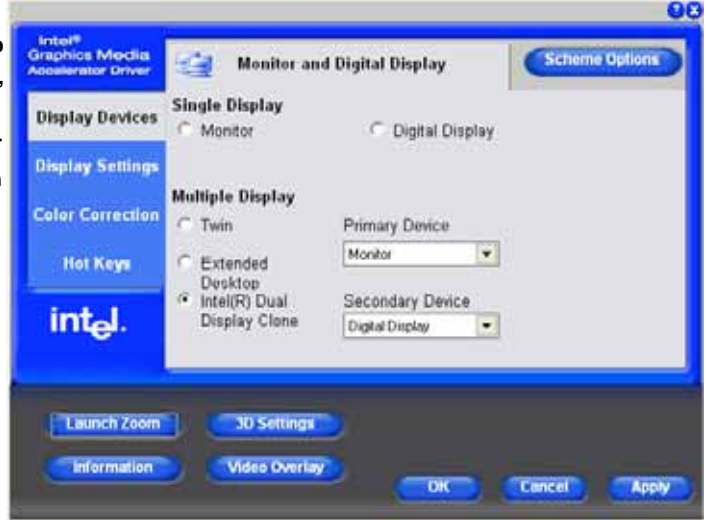 Intel®
Graphics Media
Accelerator Driver
Monitor and Digital Display
Scheme Options
Display Devices
Display Settings
Color Correction
Hot Keys
intel.
Single Display
Monitor
Digital Display
Multiple Display
Twin
Extended
Desktop
Intel(R) Dual
Display Clone
Primary Device
Monitor
Secondary Device
Digital Display
Launch Zoom
3D Settings
Information
Video Overlay
OK
Cancel
Apply